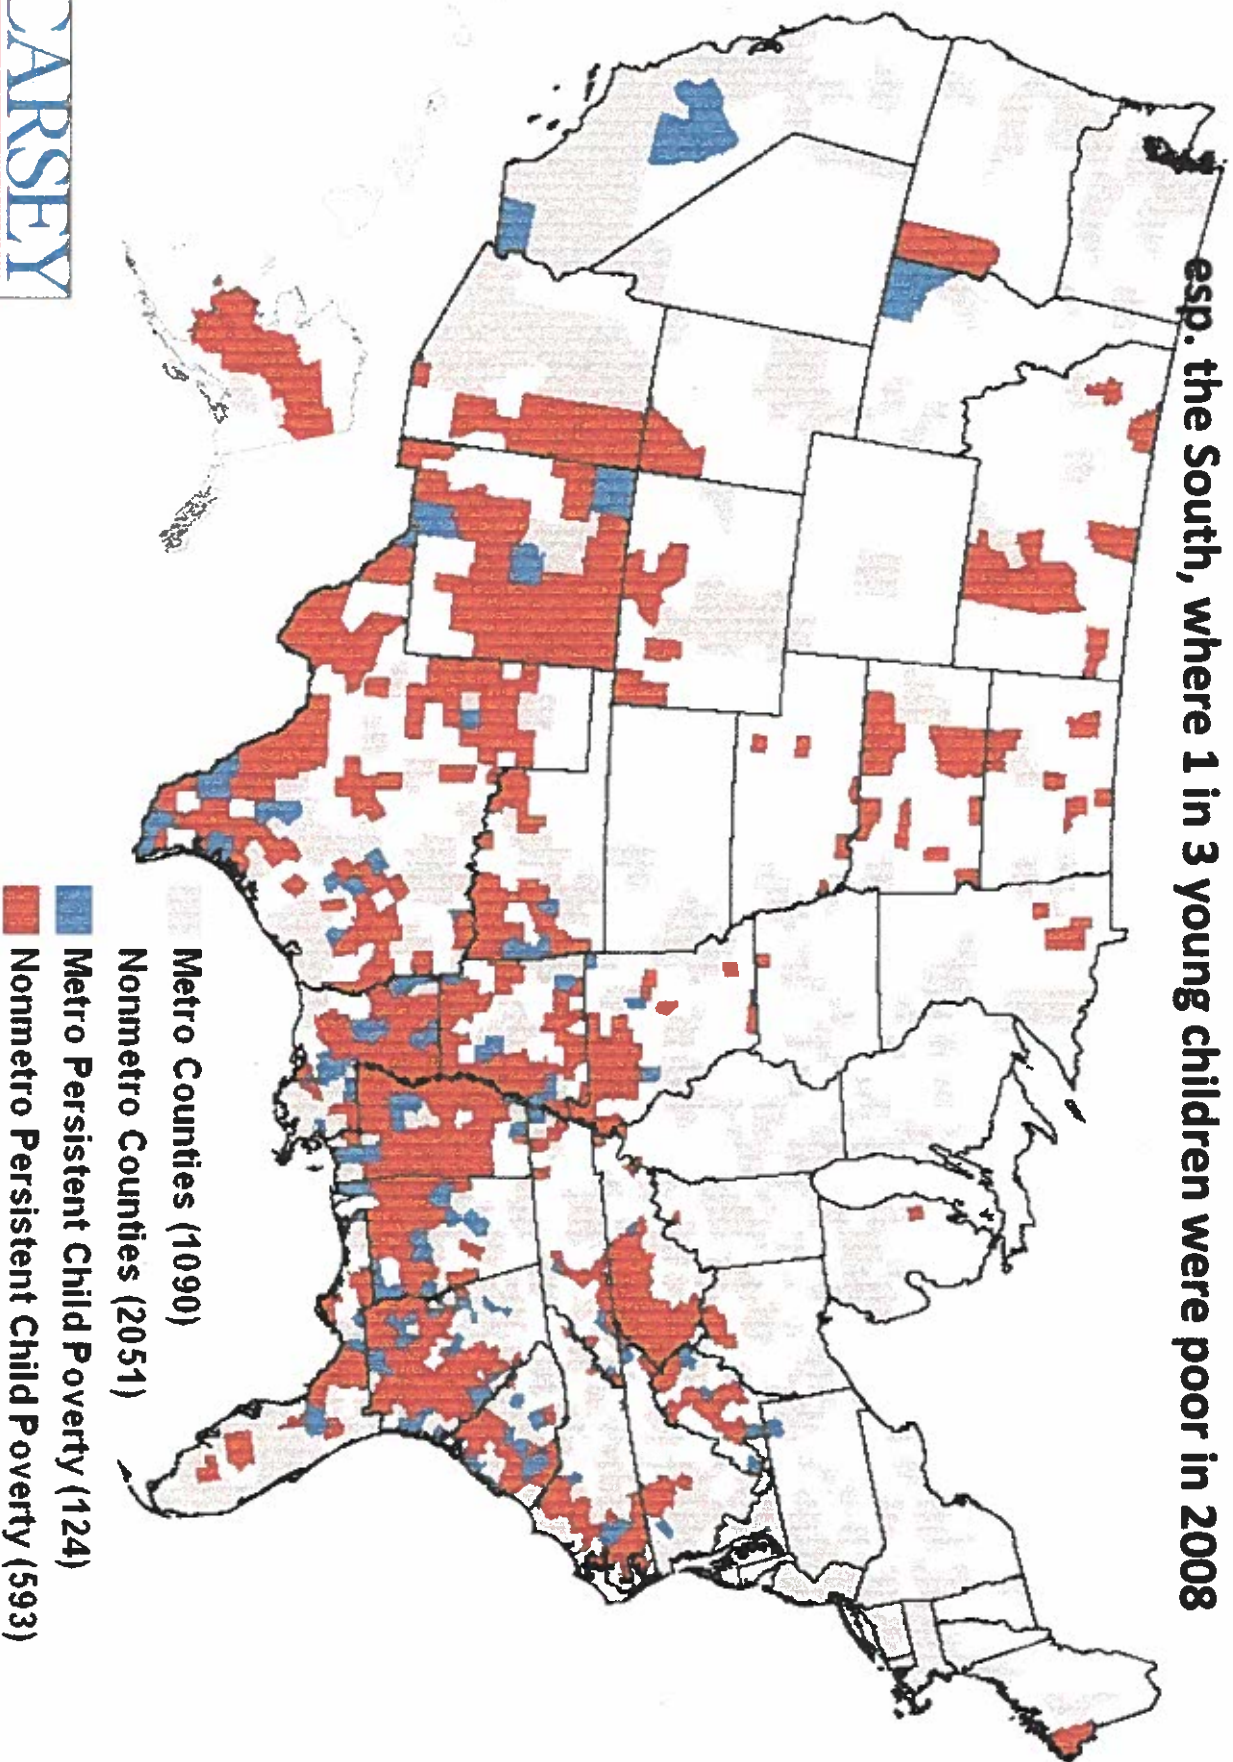 esp. the South, where 1 in 3 young children were poor in 2008
Metro Counties (1090)
Nonmetro Counties (2051)
Metro Persistent Child Poverty (124)
Nonmetro Persistent Child Poverty (593)
CARSEY